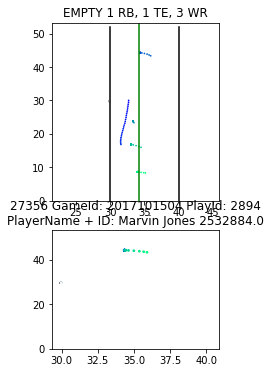 EMPTY 1 RB, 1 TE, 3 WR
50
40
30
20
10
0
25 30 35 40 45
27356 GameId: 2017101504 PlayId: 2894
PlayerName + ID: Marvin Jones 2532884.0
40
20
0
30.0 32.5 35.0 37.5 40.0